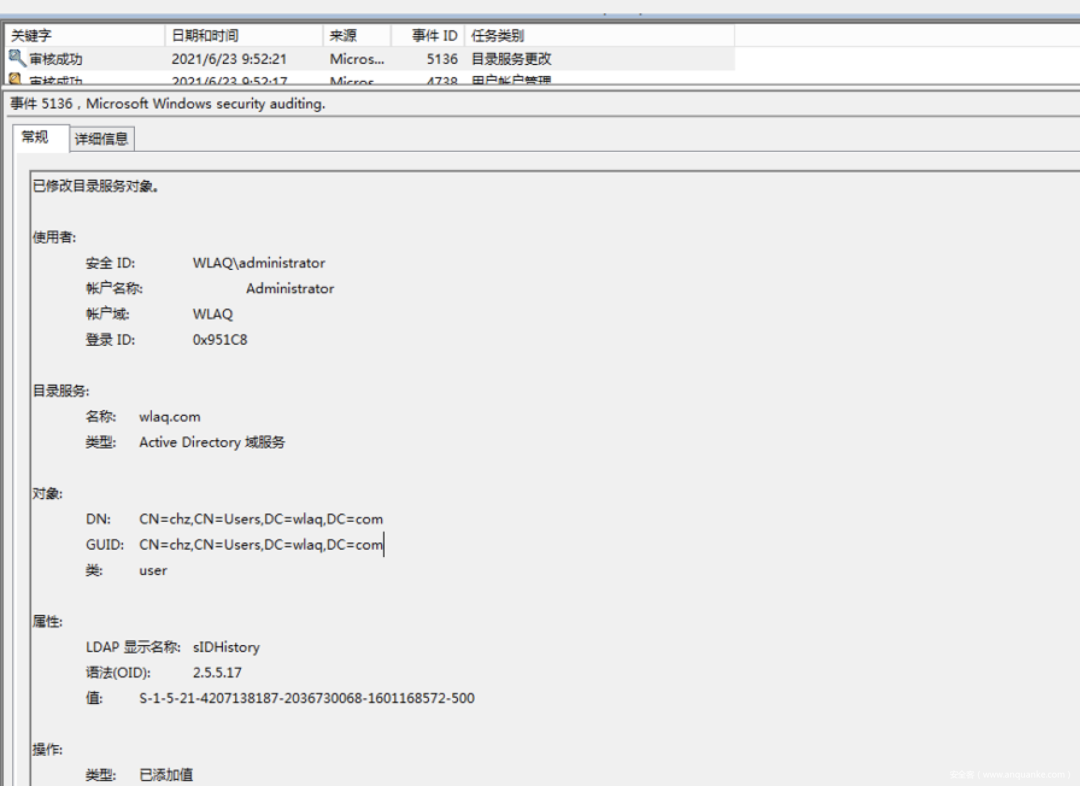 关键字 日期和时间 来源 事件 ID 任务类别
审核成功 2021/6/23 9:52:21 Micros... 5136 目录服务更改
审核成功 2021/6/23 9:52:17 Micros 4738 用户帐户管理
事件 5136，Microsoft Windows security auditing.
常规 详细信息
已修改目录服务对象。
使用者:
安全 ID: WLAQ\administrator
帐户名称: Administrator
帐户域: WLAQ
登录 ID: 0x951C8
目录服务:
名称: wlaq.com
类型: Active Directory 域服务
对象:
DN: CN=chz,CN=Users,DC=wlaq,DC=com
GUID: CN=chz,CN=Users,DC=wlaq,DC=com
类: user
属性:
LDAP 显示名称: sIDHistory
语法(OID): 2.5.5.17
值: S-1-5-21-4207138187-2036730068-1601168572-500
操作:
类型: 已添加值